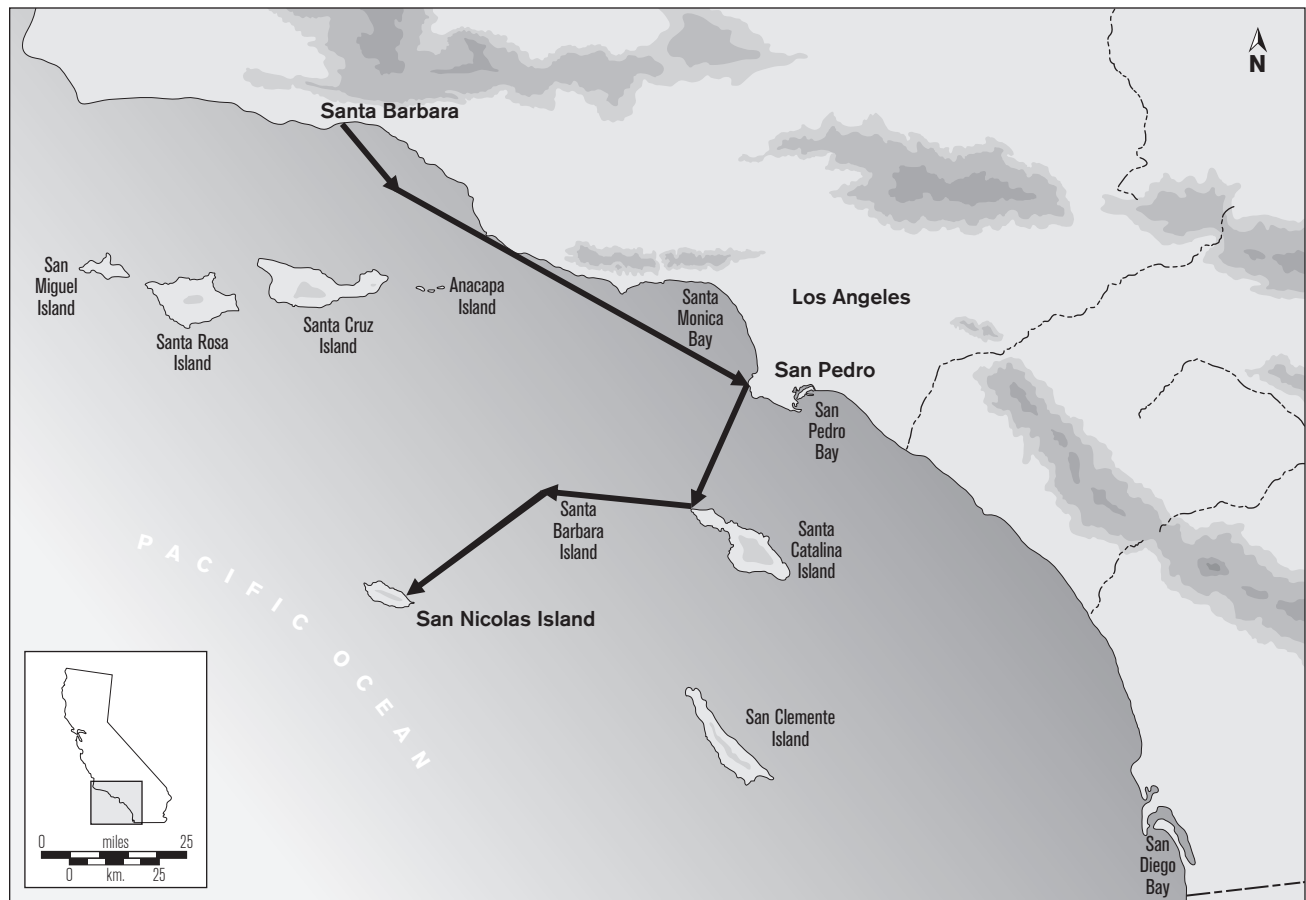 N
Santa Barbara
San
Miguel
Island
Santa Rosa
Island
Santa Cruz
Island
Anacapa
Island
Santa
Monica
Bay
Los Angeles
San Pedro
San
Pedro
Bay
Santa
Barbara
Island
Santa
Catalina
Island
San Nicolas Island
PACIFIC OCEAN
San Clemente
Island
San
Diego
Bay
0 miles 25
0 km. 25